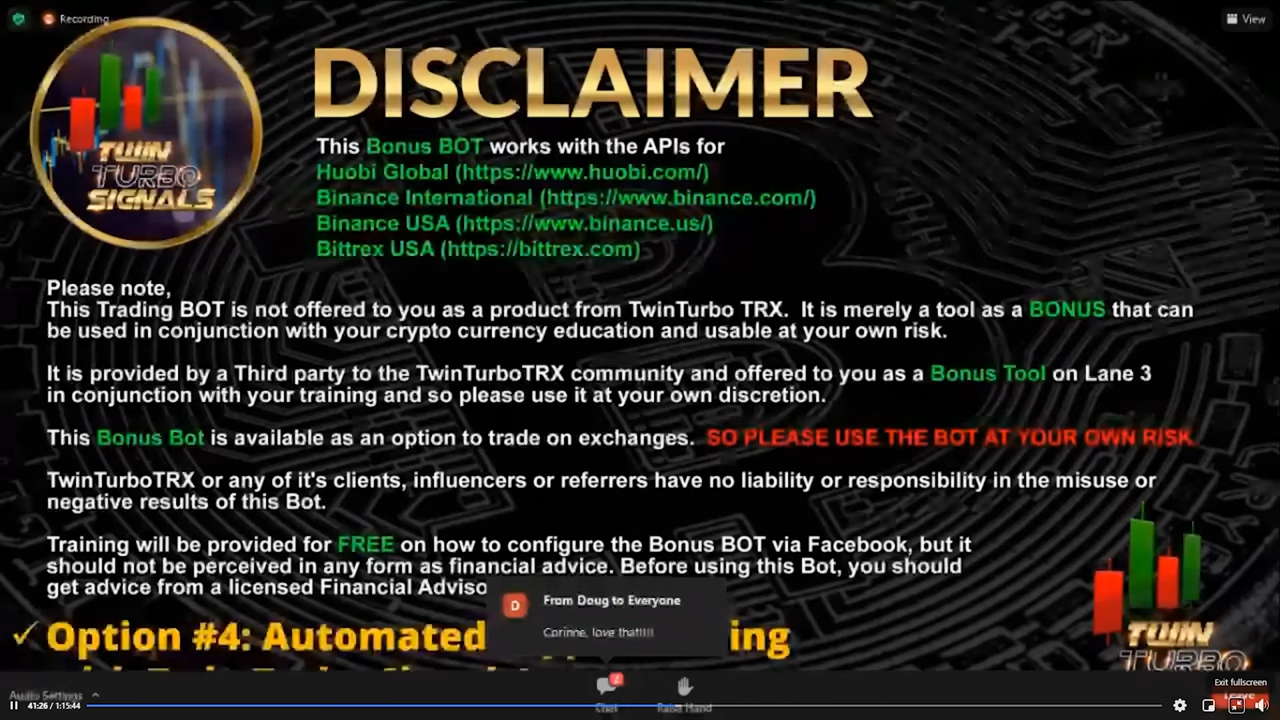 Recording
View
TWIN
TURBO
SIGNALS
DISCLAIMER
This Bonus BOT works with the APIs for
Huobi Global (https://www.huobi.com/)
Binance International (https://www.binance.com/)
Binance USA (https://www.binance.us/)
Bittrex USA (https://bittrex.com)
Please note,
This Trading BOT is not offered to you as a product from TwinTurbo TRX. It is merely a tool as a BONUS that can
be used in conjunction with your crypto currency education and usable at your own risk.
It is provided by a Third party to the TwinTurboTRX community and offered to you as a Bonus Tool on Lane 3
in conjunction with your training and so please use it at your own discretion.
This Bonus Bot is available as an option to trade on exchanges. SO PLEASE USE THE BOT AT YOUR OWN RISK.
TwinTurboTRX or any of it's clients, influencers or referrers have no liability or responsibility in the misuse or
negative results of this Bot.
Training will be provided for FREE on how to configure the Bonus BOT via Facebook, but it
should not be perceived in any form as financial advice. Before using this Bot, you should
get advice from a licensed Financial Adviso
D
From Doug to Everyone
Corinne, love that!!!!
Option #4: Automated ing
TWIN
TURBO
Exit fullscreen
Audio Settings
2
Chat
Raise Hand
Leave
41:26 / 1:15:44